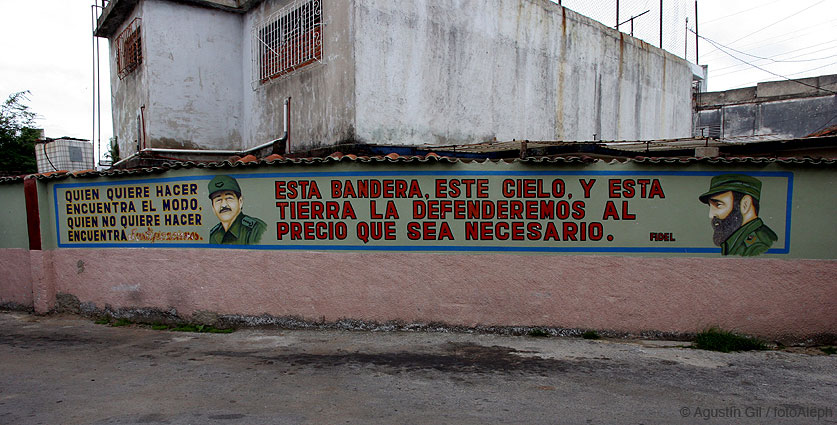 QUIEN QUIERE HACER
ENCUENTRA EL MODO,
QUIEN NO QUIERE HACER
ENCUENTRA
ESTA BANDERA, ESTE CIELO, Y ESTA
TIERRA LA DEFENDEREMOS AL
PRECIO QUE SEA NECESARIO.
FIDEL
© Agustín Gil / fotoAleph